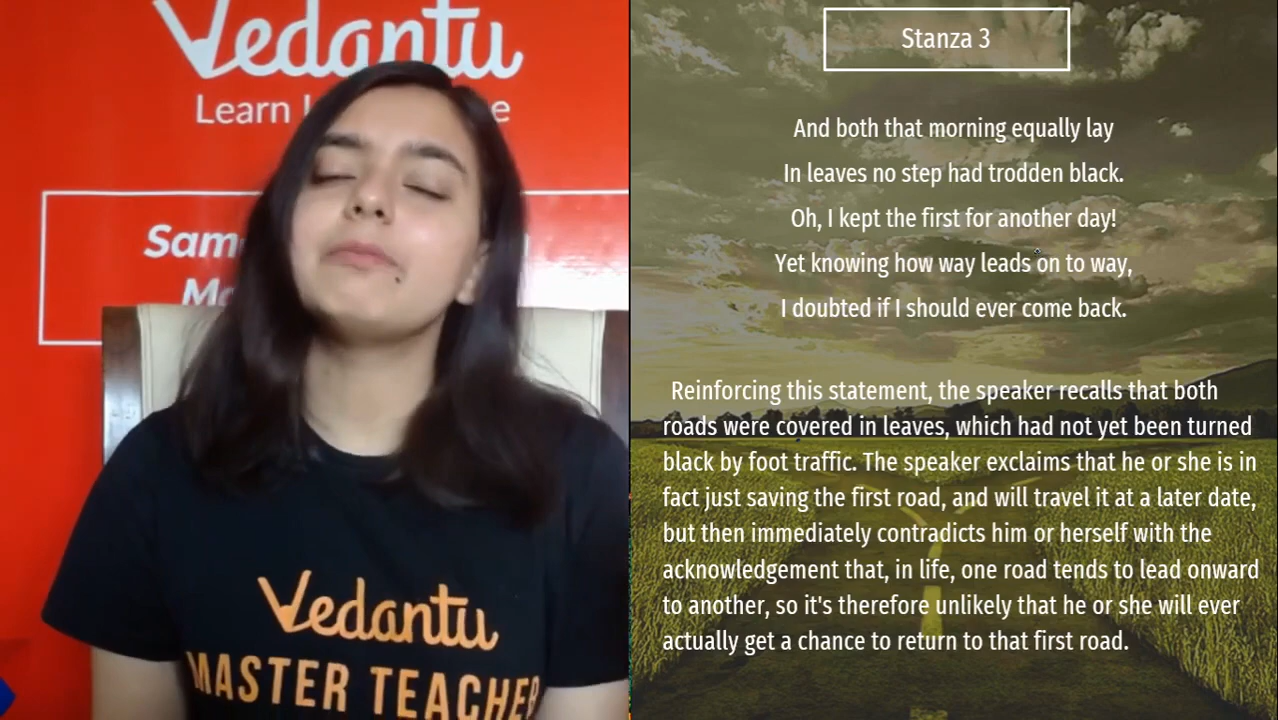 Vedantu
Learn
Sam
Vedantu
MASTER TEACHER
Stanza 3
And both that morning equally lay
In leaves no step had trodden black.
Oh, I kept the first for another day!
Yet knowing how way leads on to way,
I doubted if I should ever come back.
Reinforcing this statement, the speaker recalls that both
roads were covered in leaves, which had not yet been turned
black by foot traffic. The speaker exclaims that he or she is in
fact just saving the first road, and will travel it at a later date,
but then immediately contradicts him or herself with the
acknowledgement that, in life, one road tends to lead onward
to another, so it's therefore unlikely that he or she will ever
actually get a chance to return to that first road.